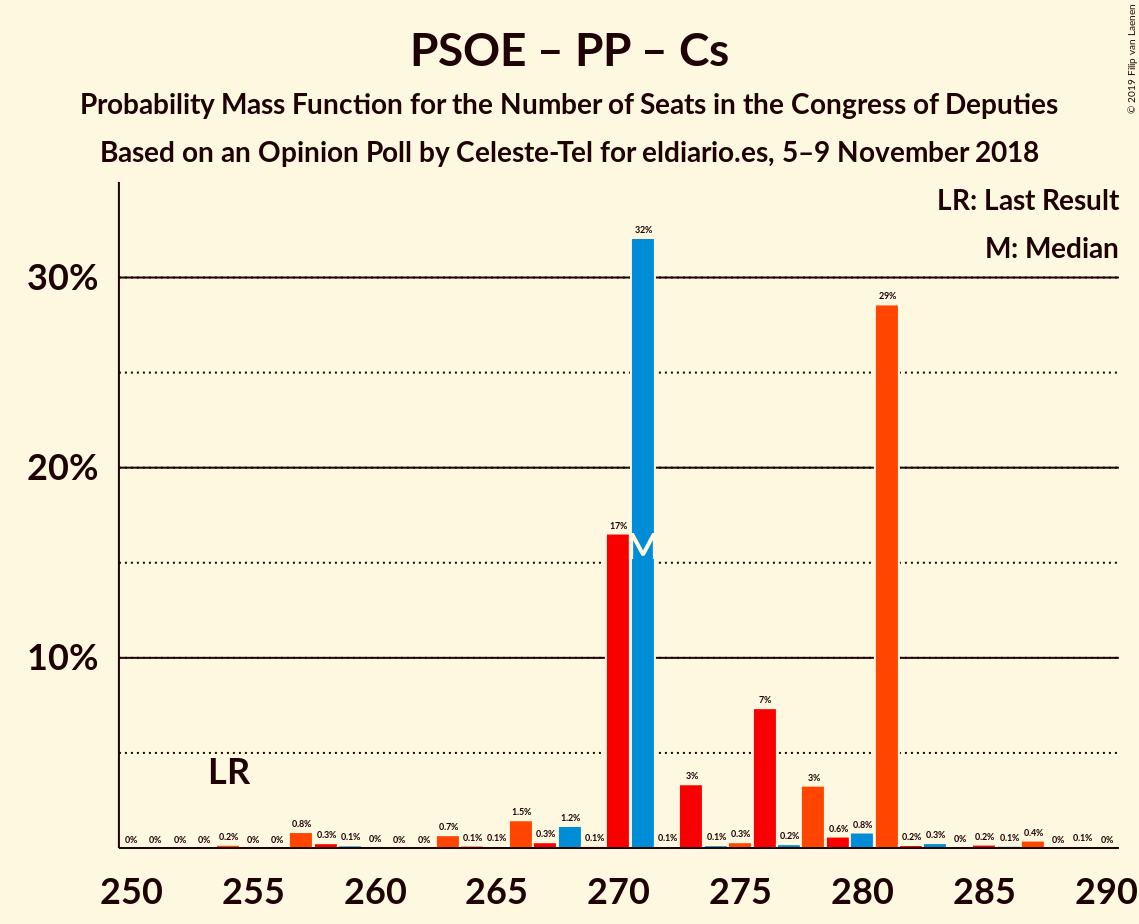 © 2019 Filip van Laenen
PSOE – PP – Cs
Probability Mass Function for the Number of Seats in the Congress of Deputies
Based on an Opinion Poll by Celeste-Tel for eldiario.es, 5–9 November 2018
LR: Last Result
M: Median
30%
20%
10%
LR
M
0% 0% 0% 0% 0.2% 0% 0% 0.8% 0.3% 0.1% 0% 0% 0% 0.7% 0.1% 0.1% 1.5% 0.3% 1.2% 0.1% 17% 32% 0.1% 3% 0.1% 0.3% 7% 0.2% 3% 0.6% 0.8% 29% 0.2% 0.3% 0% 0.2% 0.1% 0.4% 0% 0.1% 0%
250 255 260 265 270 275 280 285 290